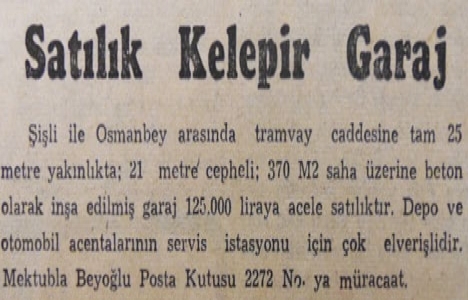 Satılık Kelepir Garaj
Şişli ile Osmanbey arasında tramvay caddesine tam 25
metre yakınlıkta; 21 metre cepheli; 370 M2 saha üzerine beton
olarak inşa edilmiş garaj 125.000 liraya acele satılıktır. Depo ve
otomobil acentalarının servis istasyonu için çok elverişlidir.
Mektubla Beyoğlu Posta Kutusu 2272 No. ya müracaat.